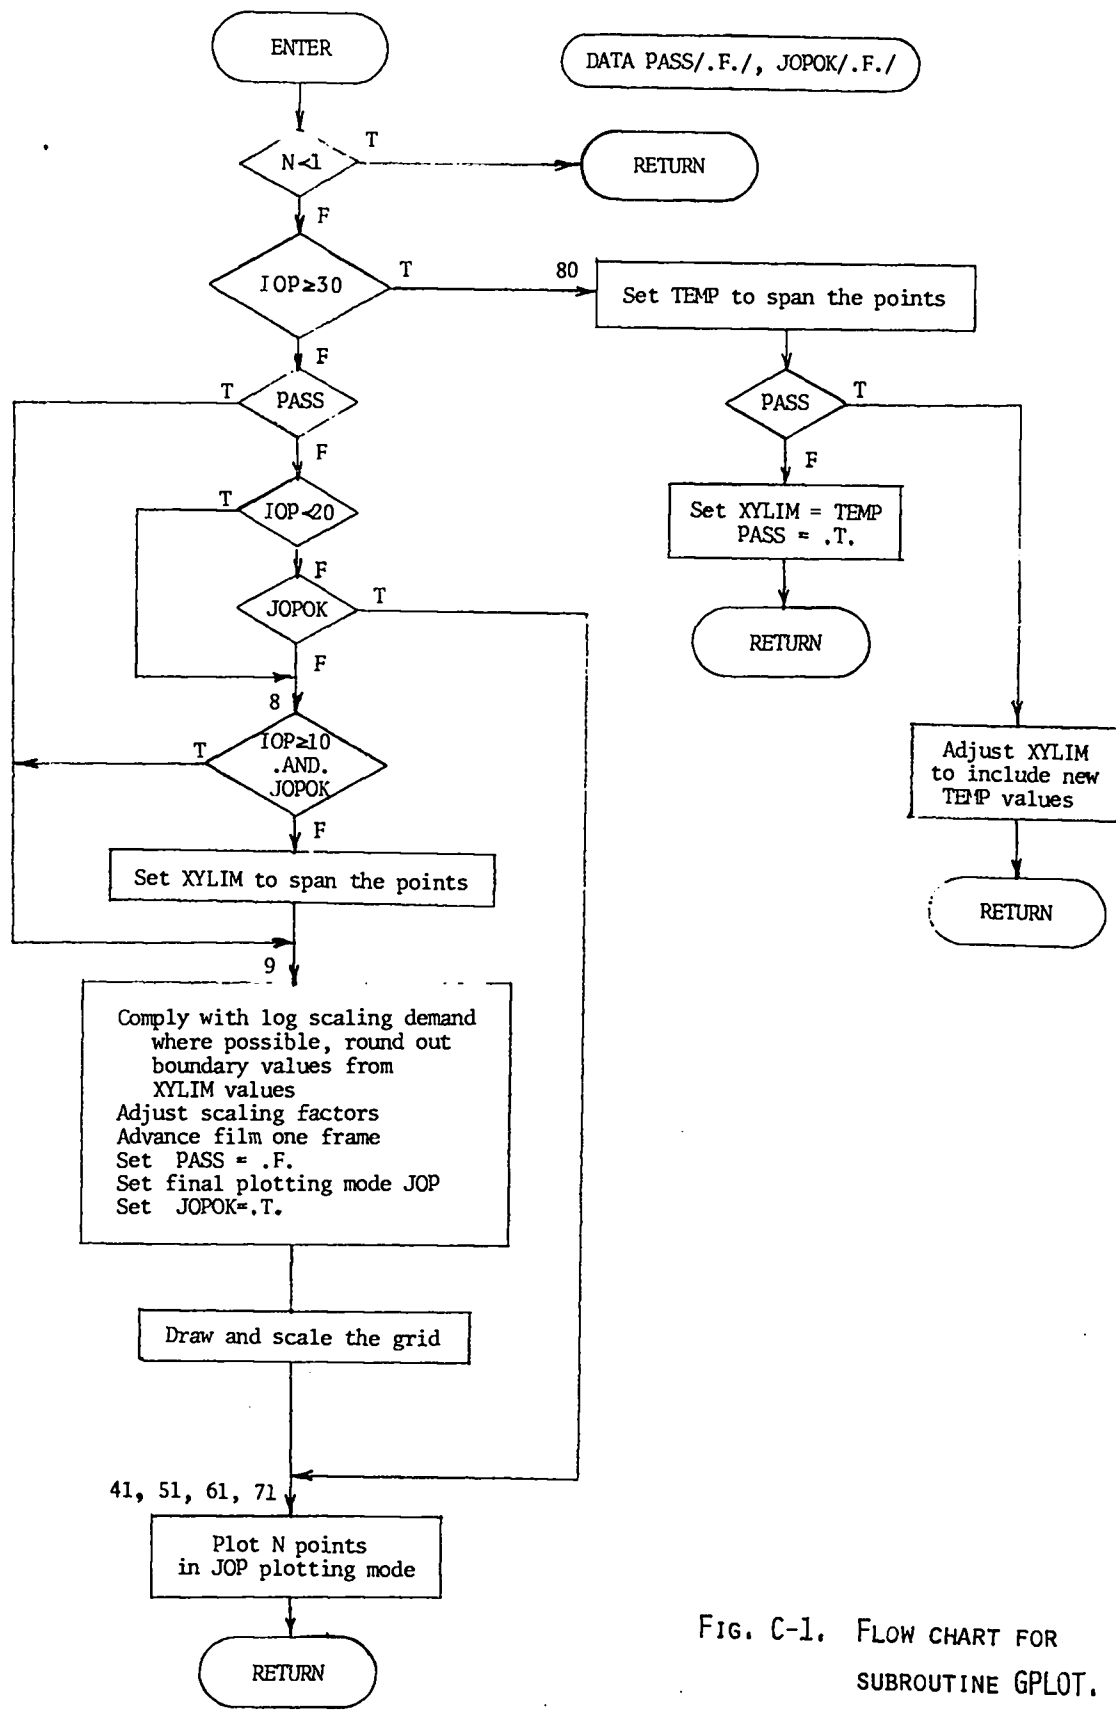 ENTER
DATA PASS/.F./, JOPOK/.F./
N<1
T
RETURN
F
IOP≥30
T
80
Set TEMP to span the points
F
T
PASS
PASS
T
F
F
T
IOP<20
Set XYLIM = TEMP
PASS = .T.
F
JOPOK
T
RETURN
F
8
T
IOP≥10
.AND.
JOPOK
Adjust XYLIM
to include new
TEMP values
F
Set XYLIM to span the points
RETURN
9
Comply with log scaling demand
where possible, round out
boundary values from
XYLIM values
Adjust scaling factors
Advance film one frame
Set PASS = .F.
Set final plotting mode JOP
Set JOPOK=.T.
Draw and scale the grid
41, 51, 61, 71
Plot N points
in JOP plotting mode
RETURN
FIG. C-1. FLOW CHART FOR
SUBROUTINE GPLOT.